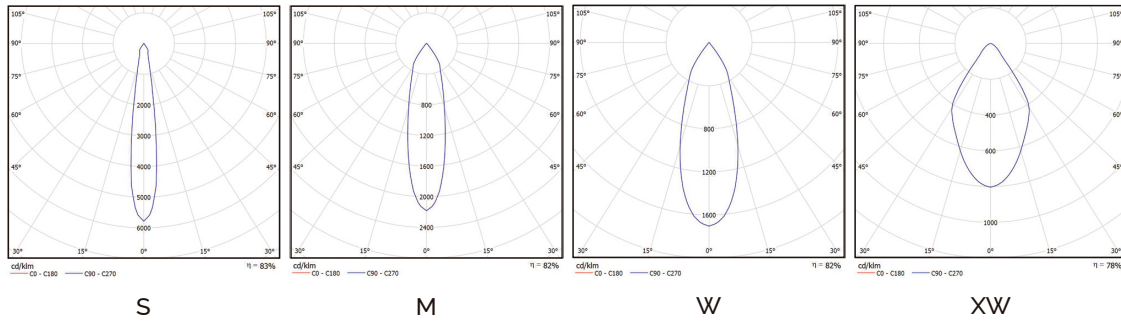 105° 105°
90° 90°
75° 75°
60° 60°
45° 45°
2000
3000
4000
5000
6000
30° 15° 0° 15° 30°
cd/klm η = 83%
C0 - C180 C90 - C270
S
105° 105°
90° 90°
75° 75°
60° 60°
45° 45°
800
1200
1600
2000
2400
30° 15° 0° 15° 30°
cd/klm η = 82%
C0 - C180 C90 - C270
M
105° 105°
90° 90°
75° 75°
60° 60°
45° 45°
800
1200
1600
30° 15° 0° 15° 30°
cd/klm η = 82%
C0 - C180 C90 - C270
W
105° 105°
90° 90°
75° 75°
60° 60°
45° 45°
400
600
1000
30° 15° 0° 15° 30°
cd/klm η = 78%
C0 - C180 C90 - C270
XW